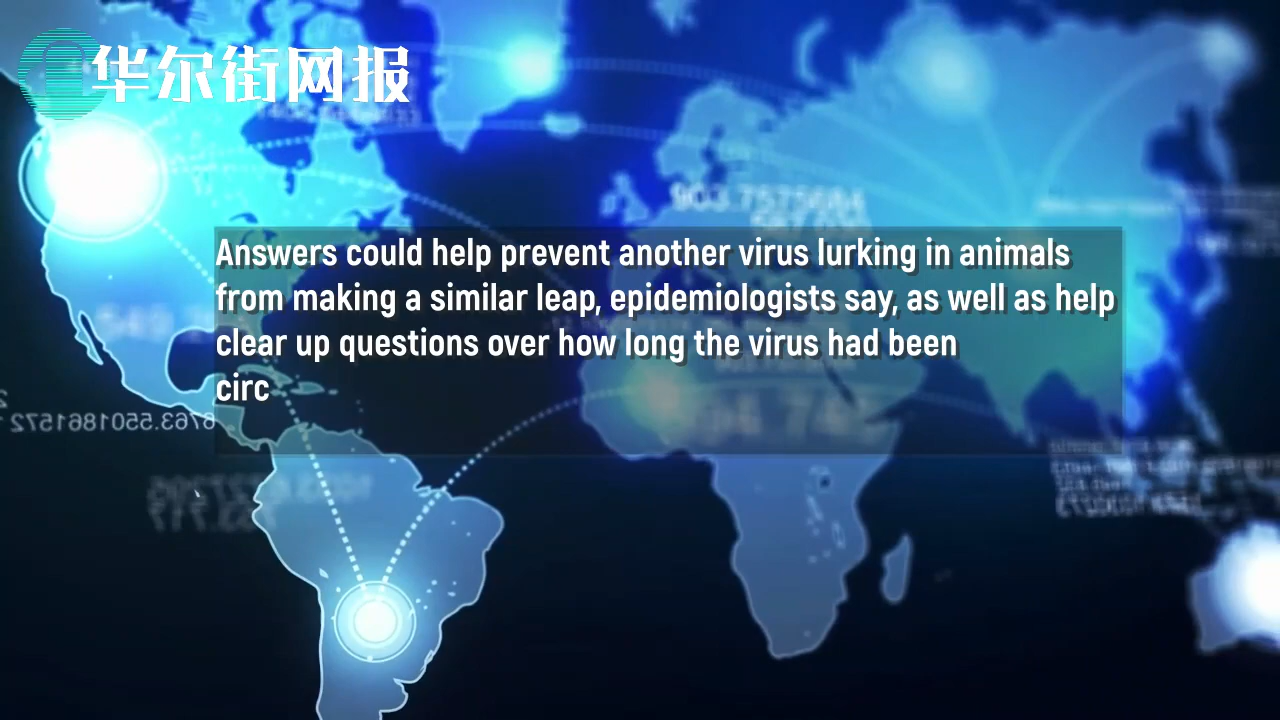 华尔街网报
Answers could help prevent another virus lurking in animals
from making a similar leap, epidemiologists say, as well as help
clear up questions over how long the virus had been
circ